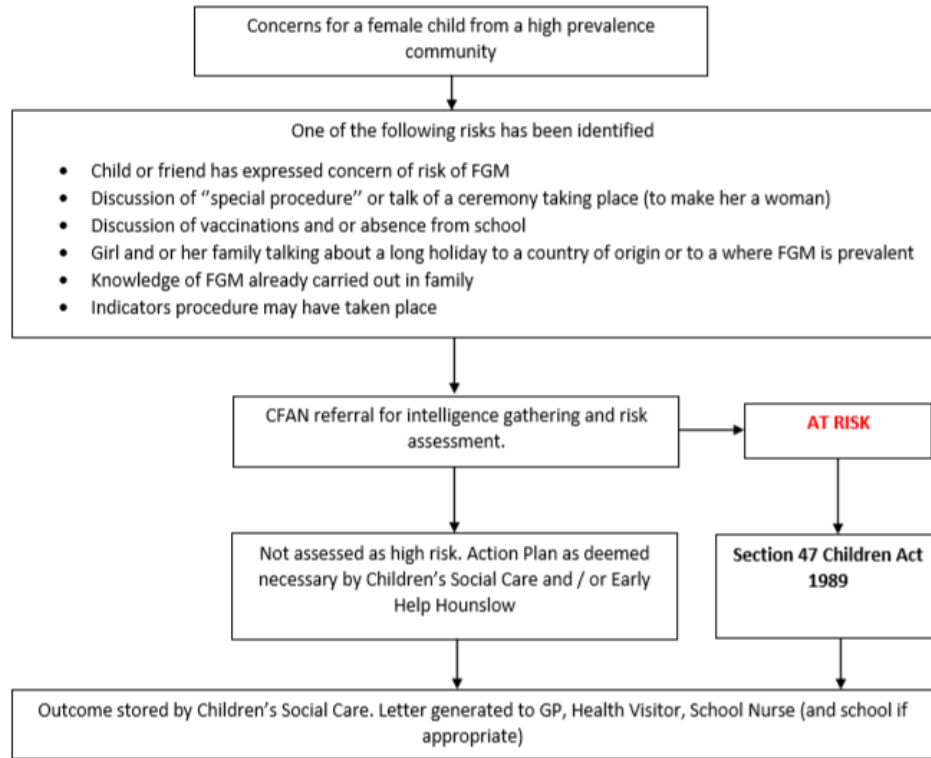 Concerns for a female child from a high prevalence
community
One of the following risks has been identified
• Child or friend has expressed concern of risk of FGM
• Discussion of “special procedure” or talk of a ceremony taking place (to make her a woman)
• Discussion of vaccinations and or absence from school
• Girl and or her family talking about a long holiday to a country of origin or to a where FGM is prevalent
• Knowledge of FGM already carried out in family
• Indicators procedure may have taken place
CFAN referral for intelligence gathering and risk
assessment.
AT RISK
Not assessed as high risk. Action Plan as deemed
necessary by Children’s Social Care and / or Early
Help Hounslow
Section 47 Children Act
1989
Outcome stored by Children’s Social Care. Letter generated to GP, Health Visitor, School Nurse (and school if
appropriate)